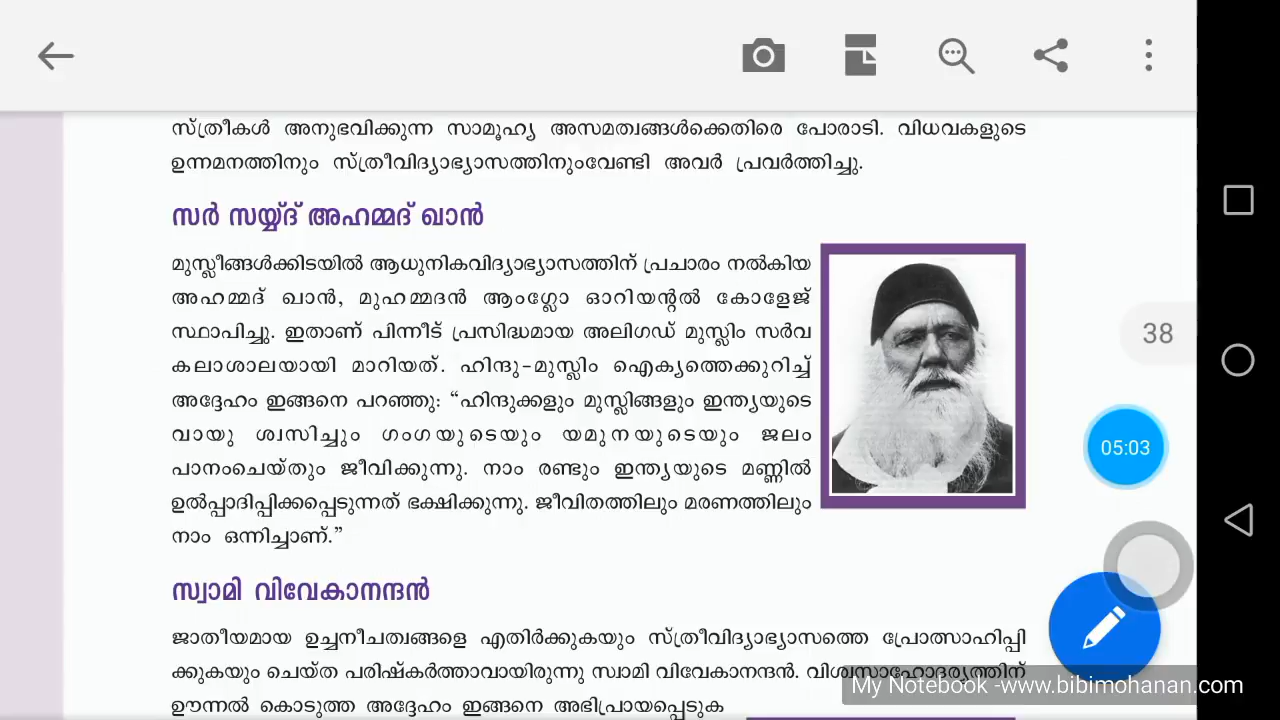 സ്ത്രീകൾ അനുഭവിക്കുന്ന സാമൂഹ്യ അസമത്വങ്ങൾക്കെതിരെ പോരാടി. വിധവകളുടെ
ഉന്നമനത്തിനും സ്ത്രീവിദ്യാഭ്യാസത്തിനുംവേണ്ടി അവർ പ്രവർത്തിച്ചു.
സർ സയ്യ്ദ് അഹമ്മദ് ഖാൻ
മുസ്ലീങ്ങൾക്കിടയിൽ ആധുനികവിദ്യാഭ്യാസത്തിന് പ്രചാരം നൽകിയ
അഹമ്മദ് ഖാൻ, മുഹമ്മദൻ ആംഗ്ലോ ഓറിയന്റൽ കോളേജ്
സ്ഥാപിച്ചു. ഇതാണ് പിന്നീട് പ്രസിദ്ധമായ അലിഗഡ് മുസ്ലിം സർവ
കലാശാലയായി മാറിയത്. ഹിന്ദു-മുസ്ലിം ഐക്യത്തെക്കുറിച്ച്
അദ്ദേഹം ഇങ്ങനെ പറഞ്ഞു: “ഹിന്ദുക്കളും മുസ്ലിങ്ങളും ഇന്ത്യയുടെ
വായു ശ്വസിച്ചും ഗംഗയുടെയും യമുനയുടെയും ജലം
പാനംചെയ്തും ജീവിക്കുന്നു. നാം രണ്ടും ഇന്ത്യയുടെ മണ്ണിൽ
ഉൽപ്പാദിപ്പിക്കപ്പെടുന്നത് ഭക്ഷിക്കുന്നു. ജീവിതത്തിലും മരണത്തിലും
നാം ഒന്നിച്ചാണ്.”
38
05:03
സ്വാമി വിവേകാനന്ദൻ
ജാതീയമായ ഉച്ചനീചത്വങ്ങളെ എതിർക്കുകയും സ്ത്രീവിദ്യാഭ്യാസത്തെ പ്രോത്സാഹിപ്പി
ക്കുകയും ചെയ്ത പരിഷ്കർത്താവായിരുന്നു സ്വാമി വിവേകാനന്ദൻ. വിശ്വസാഹോദര്യത്തിന്
ഊന്നൽ കൊടുത്ത അദ്ദേഹം ഇങ്ങനെ അഭിപ്രായപ്പെടുക
My Notebook -www.bibimohanan.com